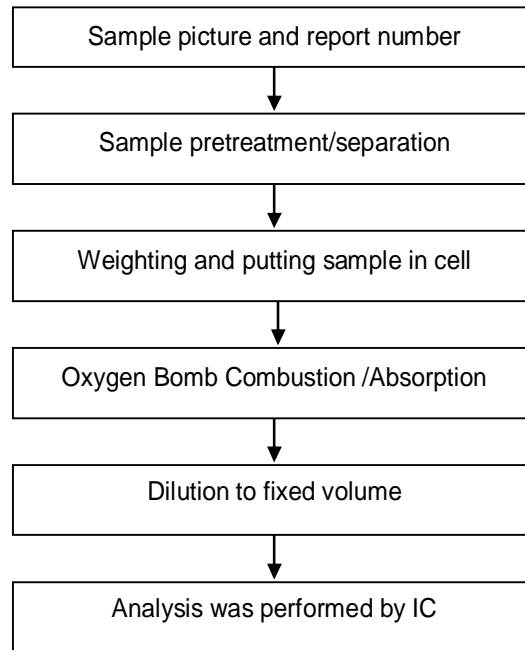 Sample picture and report number
Sample pretreatment/separation
Weighting and putting sample in cell
Oxygen Bomb Combustion /Absorption
Dilution to fixed volume
Analysis was performed by IC